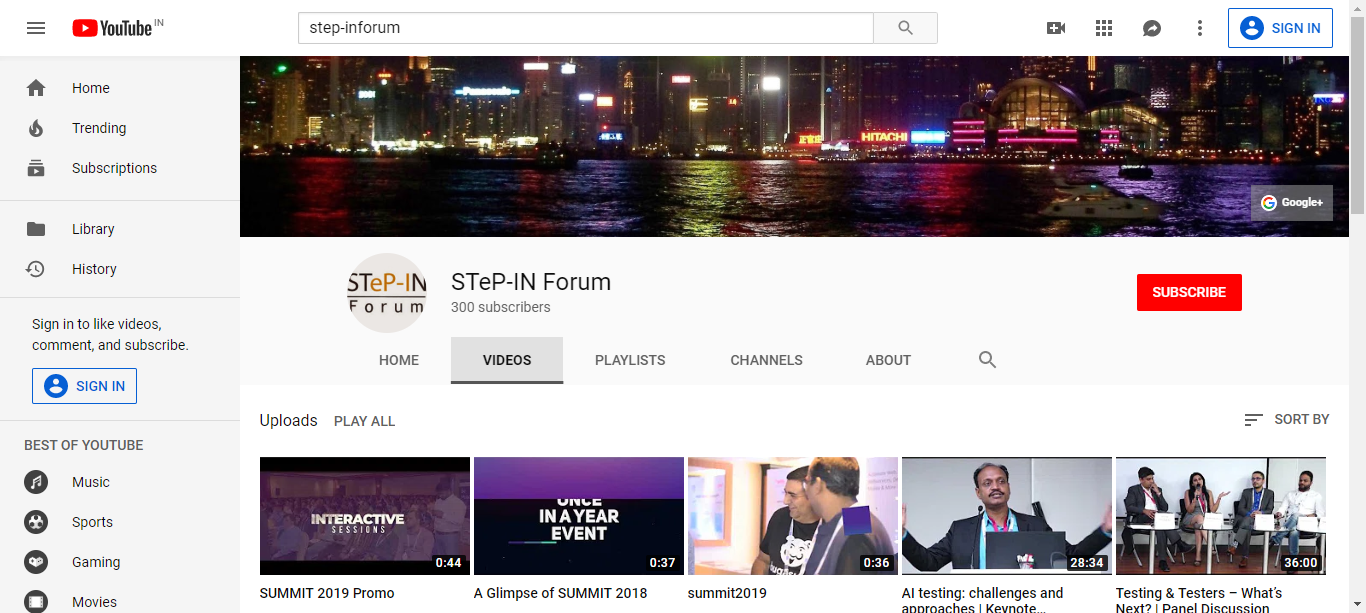 YouTube IN
step-inforum
SIGN IN
Home
Trending
Subscriptions
Library
History
Sign in to like videos,
comment, and subscribe.
SIGN IN
BEST OF YOUTUBE
Music
Sports
Gaming
Movies
Panasonic
HITACHI
Google+
STeP-IN
Forum
STeP-IN Forum
300 subscribers
SUBSCRIBE
HOME VIDEOS PLAYLISTS CHANNELS ABOUT
Uploads PLAY ALL
SORT BY
INTERACTIVE
SESSIONS
0:44
SUMMIT 2019 Promo
ONCE
IN A YEAR
EVENT
0:37
A Glimpse of SUMMIT 2018
0:36
summit2019
28:34
AI testing: challenges and
approaches | Keynote...
36:00
Testing & Testers – What's
Next? | Panel Discussion